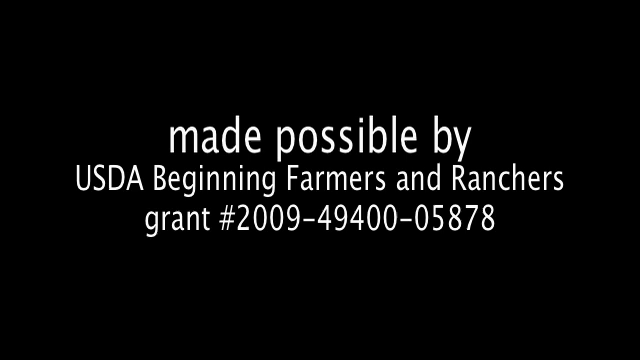 made possible by
USDA Beginning Farmers and Ranchers
grant #2009-49400-05878